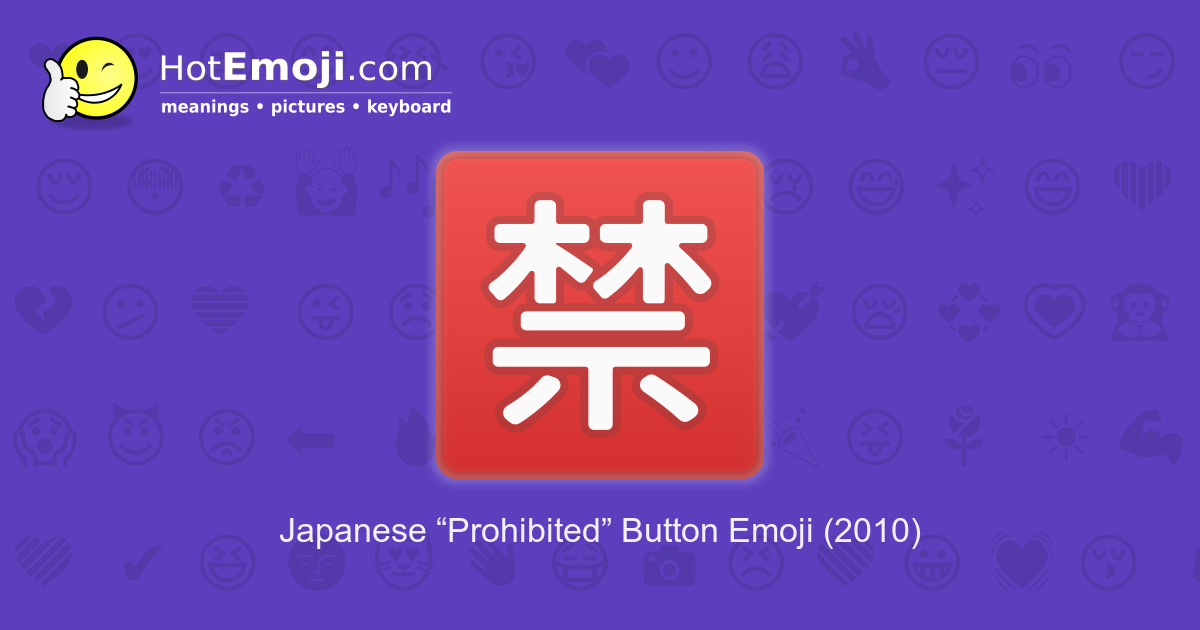 HotEmoji.com
meanings • pictures • keyboard
禁
Japanese “Prohibited” Button Emoji (2010)